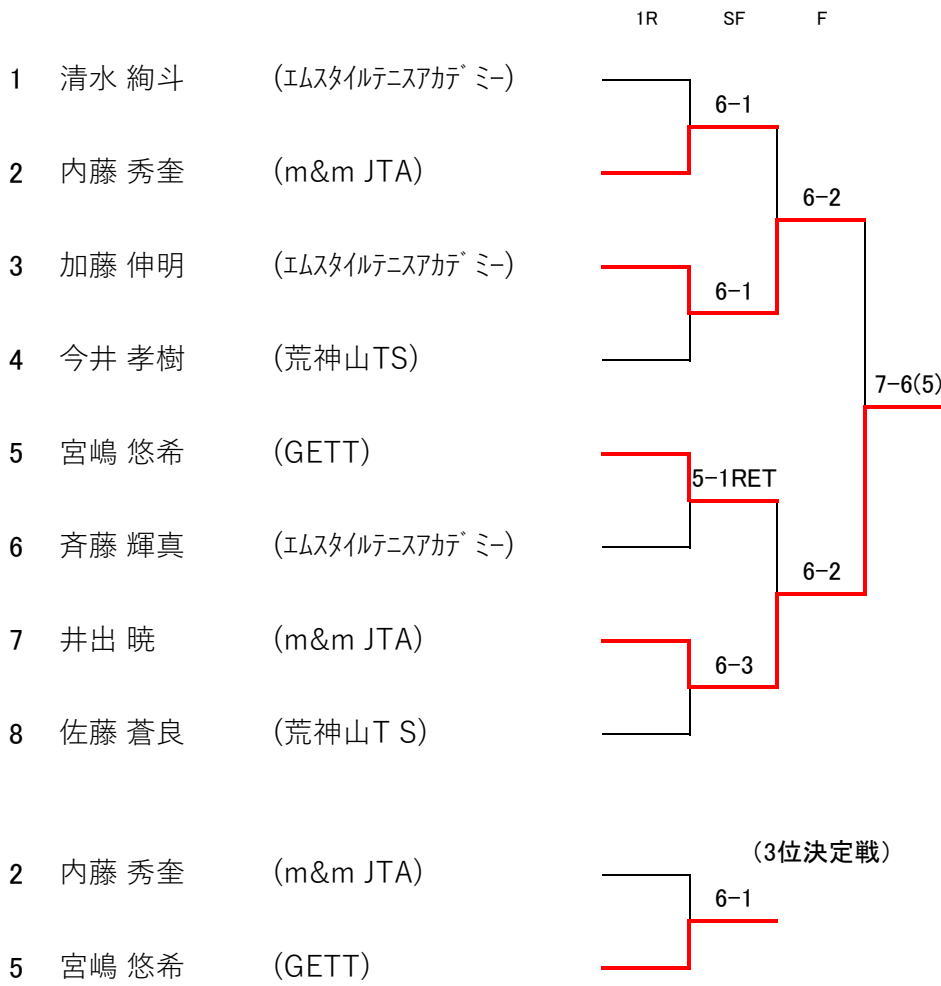 1R SF F
1 清水 絢斗 (ｴﾑｽﾀｲﾙﾃﾆｽｱｶﾃﾞﾐｰ)
6-1
2 内藤 秀奎 (m&m JTA)
6-2
3 加藤 伸明 (ｴﾑｽﾀｲﾙﾃﾆｽｱｶﾃﾞﾐｰ)
6-1
4 今井 孝樹 (荒神山TS)
7-6(5)
5 宮嶋 悠希 (GETT)
5-1RET
6 斉藤 輝真 (ｴﾑｽﾀｲﾙﾃﾆｽｱｶﾃﾞﾐｰ)
6-2
7 井出 暁 (m&m JTA)
6-3
8 佐藤 蒼良 (荒神山T S)
（3位決定戦）
2 内藤 秀奎 (m&m JTA)
6-1
5 宮嶋 悠希 (GETT)